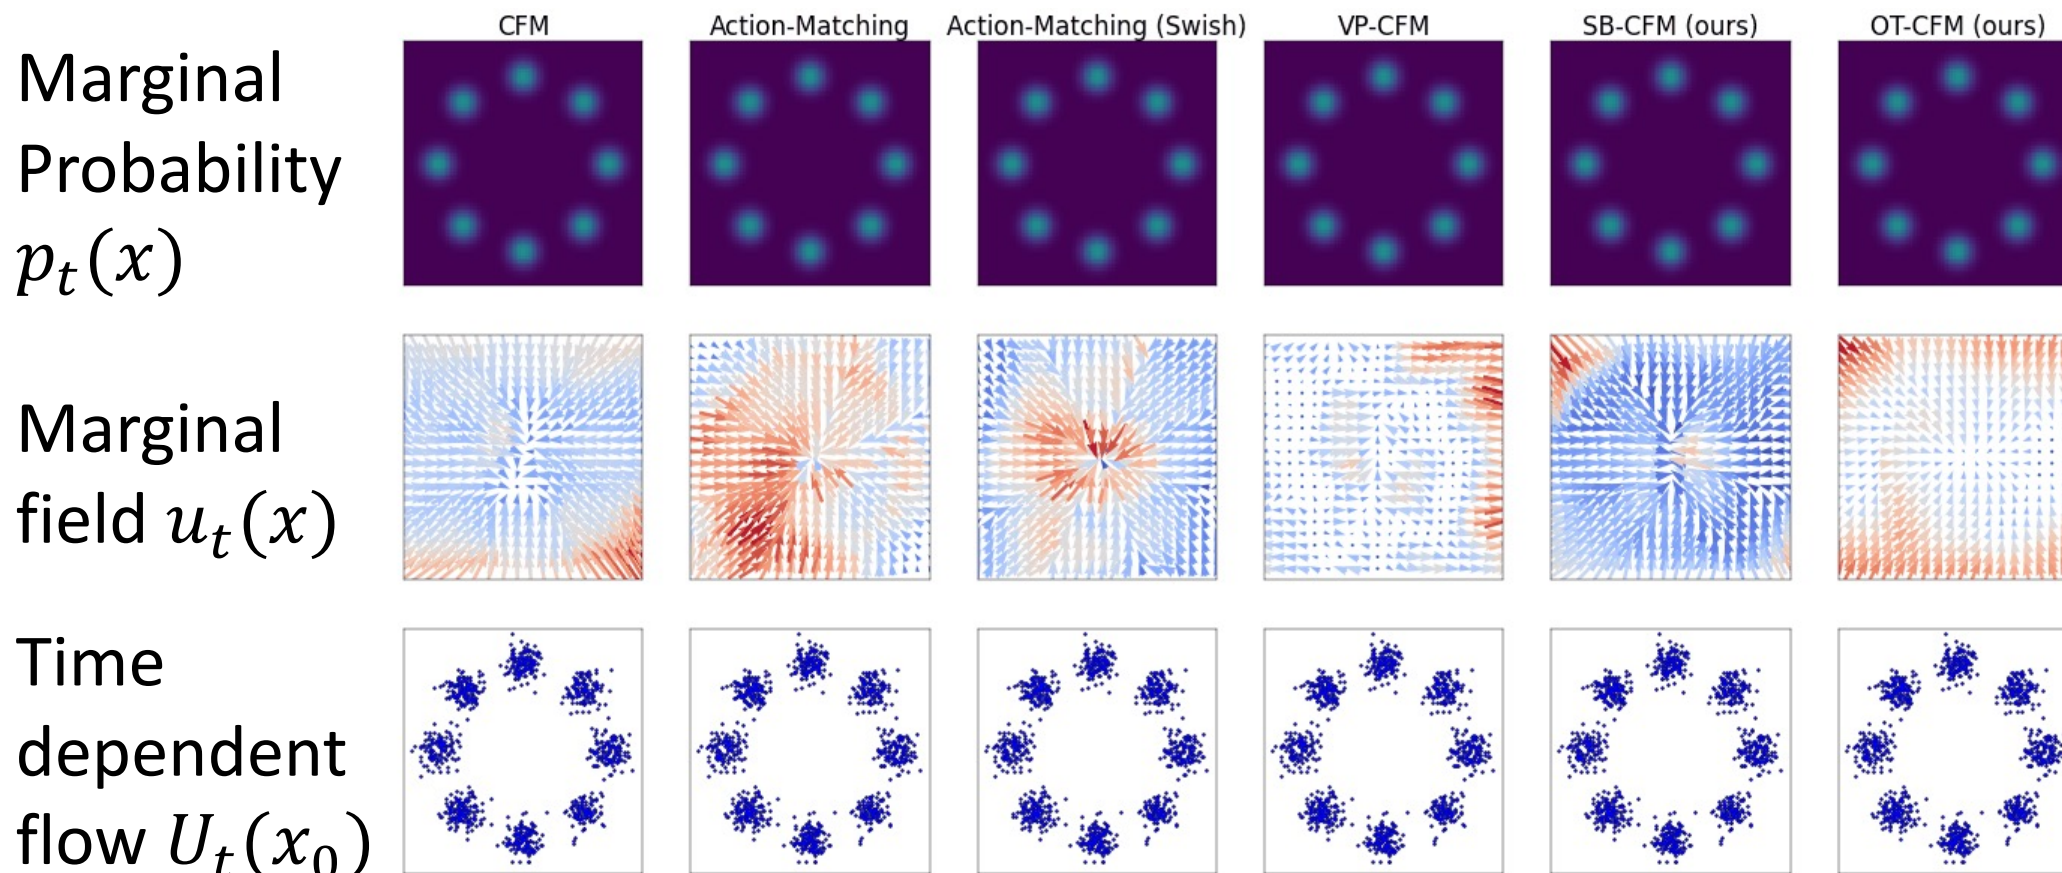 CFM Action-Matching Action-Matching (Swish) VP-CFM SB-CFM (ours) OT-CFM (ours)
Marginal
Probability
pₜ(x)
Marginal
field uₜ(x)
Time
dependent
flow Uₜ(x₀)